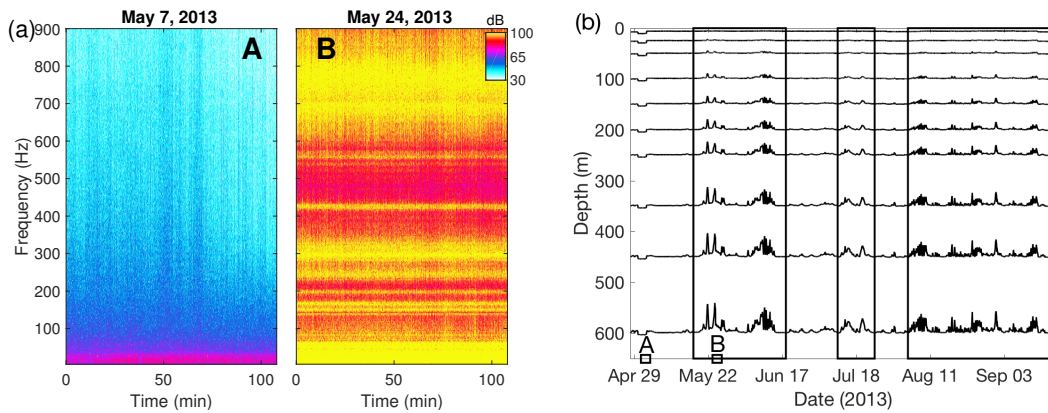 (a)
May 7, 2013
May 24, 2013
A
B
dB
100
65
30
900
800
700
600
500
400
300
200
100
Frequency (Hz)
0
50
100
Time (min)
0
50
100
Time (min)
(b)
0
100
200
300
400
500
600
Depth (m)
A
B
Apr 29
May 22
Jun 17
Jul 18
Aug 11
Sep 03
Date (2013)